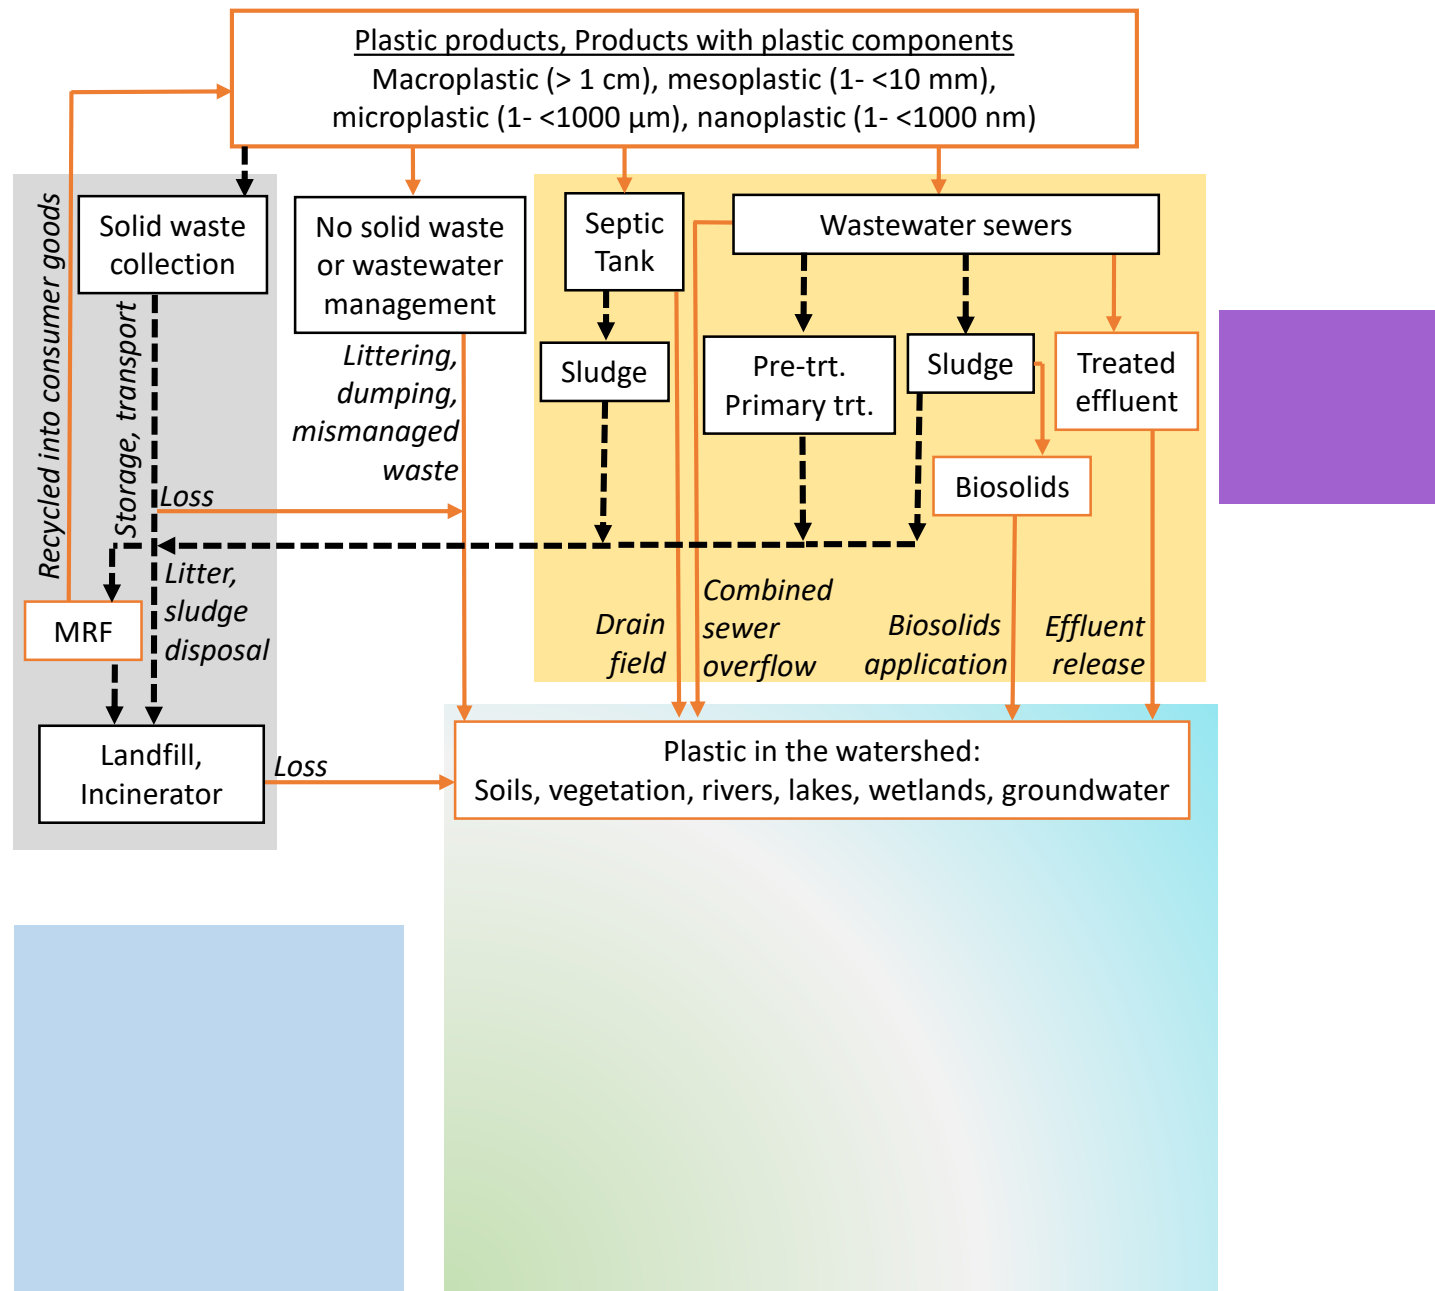 Plastic products, Products with plastic components
Macroplastic (> 1 cm), mesoplastic (1- <10 mm),
microplastic (1- <1000 µm), nanoplastic (1- <1000 nm)
Recycled into consumer goods
Solid waste
collection
Storage, transport
No solid waste
or wastewater
management
Littering,
dumping,
mismanaged
waste
Loss
Septic
Tank
Wastewater sewers
Sludge
Pre-trt.
Primary trt.
Sludge
Treated
effluent
Biosolids
Litter,
sludge
disposal
MRF
Drain
field
Combined
sewer
overflow
Biosolids
application
Effluent
release
Landfill,
Incinerator
Loss
Plastic in the watershed:
Soils, vegetation, rivers, lakes, wetlands, groundwater